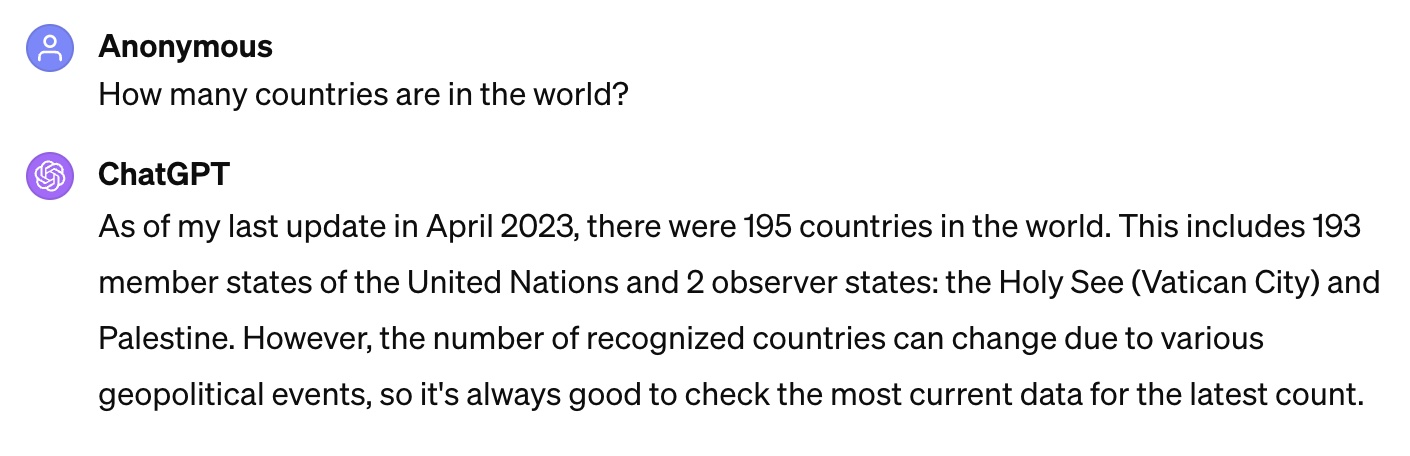 Anonymous
How many countries are in the world?
ChatGPT
As of my last update in April 2023, there were 195 countries in the world. This includes 193
member states of the United Nations and 2 observer states: the Holy See (Vatican City) and
Palestine. However, the number of recognized countries can change due to various
geopolitical events, so it's always good to check the most current data for the latest count.